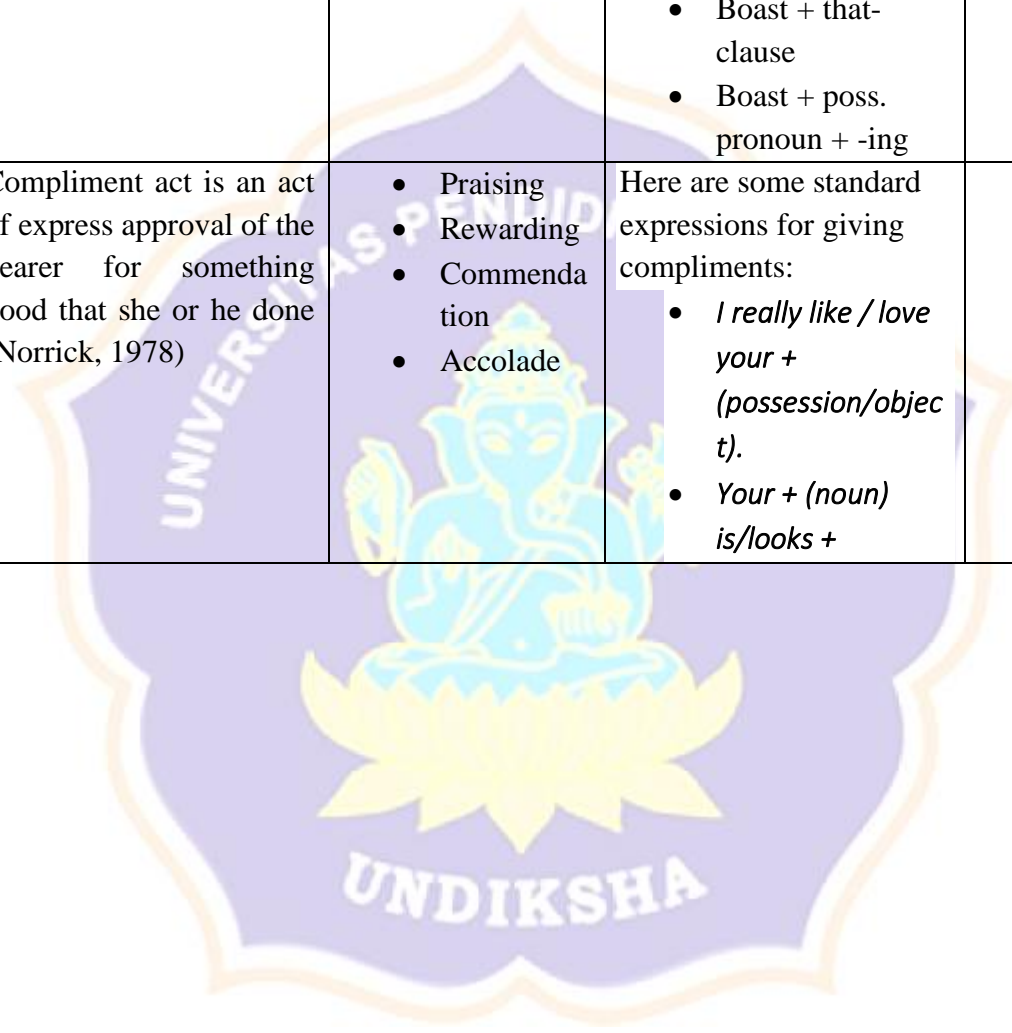 • Boast + that-
clause
• Boast + poss.
pronoun + -ing
Compliment act is an act
f express approval of the
earer for something
ood that she or he done
Norrick, 1978)
• Praising
• Rewarding
• Commenda
tion
• Accolade
Here are some standard
expressions for giving
compliments:
• I really like / love
your +
(possession/objec
t).
• Your + (noun)
is/looks +
UNIVERSITAS PENDIDI
UNDIKSHA